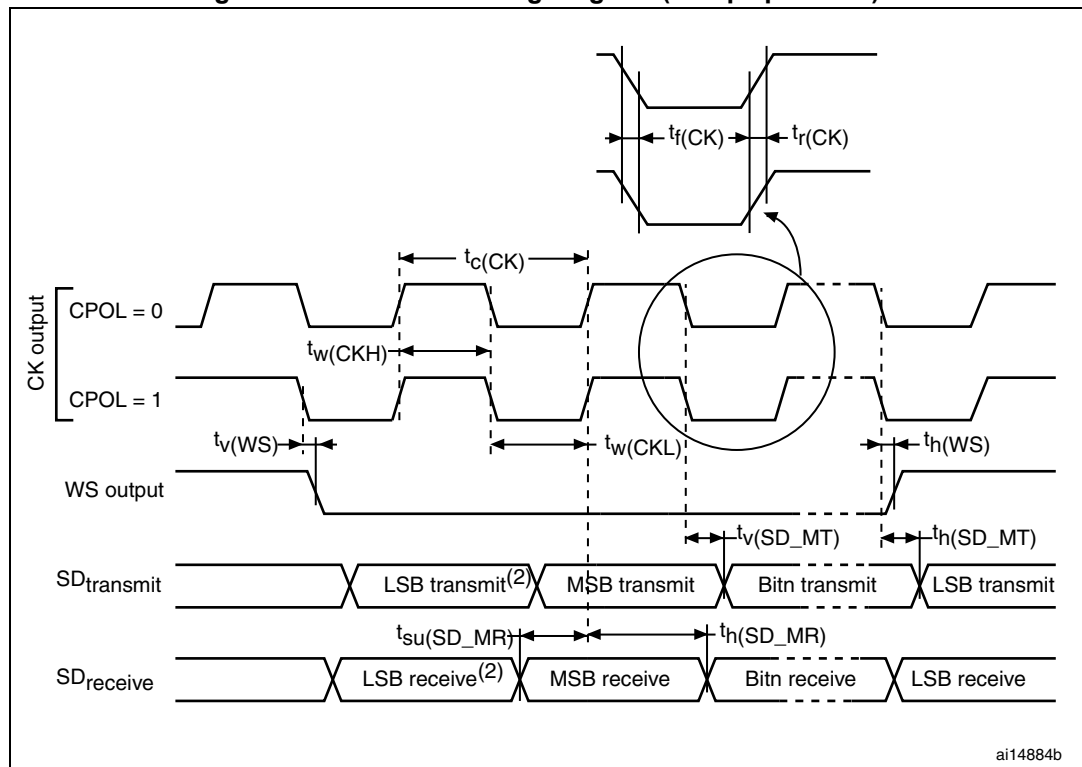 tf(CK)
tr(CK)
tc(CK)
CK output
CPOL = 0
tw(CKH)
CPOL = 1
tv(WS)
tw(CKL)
th(WS)
WS output
tv(SD_MT)
th(SD_MT)
SDtransmit
LSB transmit(2)
MSB transmit
Bitn transmit
LSB transmit
tsu(SD_MR)
th(SD_MR)
SDreceive
LSB receive(2)
MSB receive
Bitn receive
LSB receive
ai14884b